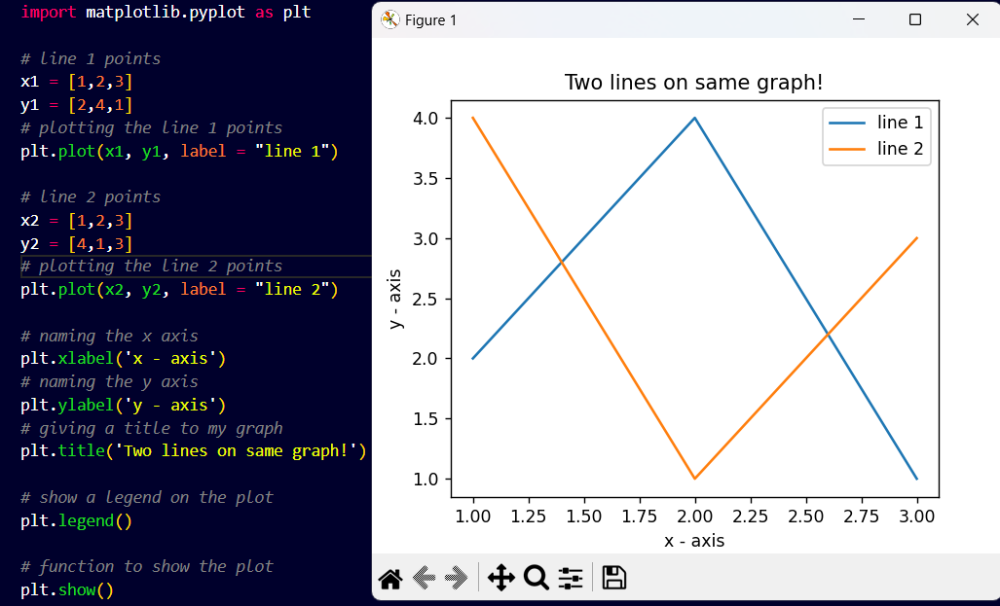 import matplotlib.pyplot as plt
# line 1 points
x1 = [1,2,3]
y1 = [2,4,1]
# plotting the line 1 points
plt.plot(x1, y1, label = "line 1")
# line 2 points
x2 = [1,2,3]
y2 = [4,1,3]
# plotting the line 2 points
plt.plot(x2, y2, label = "line 2")
# naming the x axis
plt.xlabel('x - axis')
# naming the y axis
plt.ylabel('y - axis')
# giving a title to my graph
plt.title('Two lines on same graph!')
# show a legend on the plot
plt.legend()
# function to show the plot
plt.show()
Figure 1
Two lines on same graph!
line 1
line 2
4.0
3.5
3.0
2.5
2.0
1.5
1.0
y - axis
1.00 1.25 1.50 1.75 2.00 2.25 2.50 2.75 3.00
x - axis